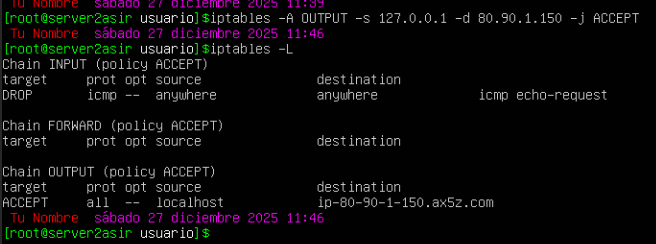 Tu Nombre sábado 27 diciembre 2025 11:39
[root@server2asir usuario]$iptables -A OUTPUT -s 127.0.0.1 -d 80.90.1.150 -j ACCEPT
Tu Nombre sábado 27 diciembre 2025 11:46
[root@server2asir usuario]$iptables -L
Chain INPUT (policy ACCEPT)
target prot opt source destination
DROP icmp -- anywhere anywhere icmp echo-request
Chain FORWARD (policy ACCEPT)
target prot opt source destination
Chain OUTPUT (policy ACCEPT)
target prot opt source destination
ACCEPT all -- localhost ip-80-90-1-150.ax5z.com
Tu Nombre sábado 27 diciembre 2025 11:46
[root@server2asir usuario]$